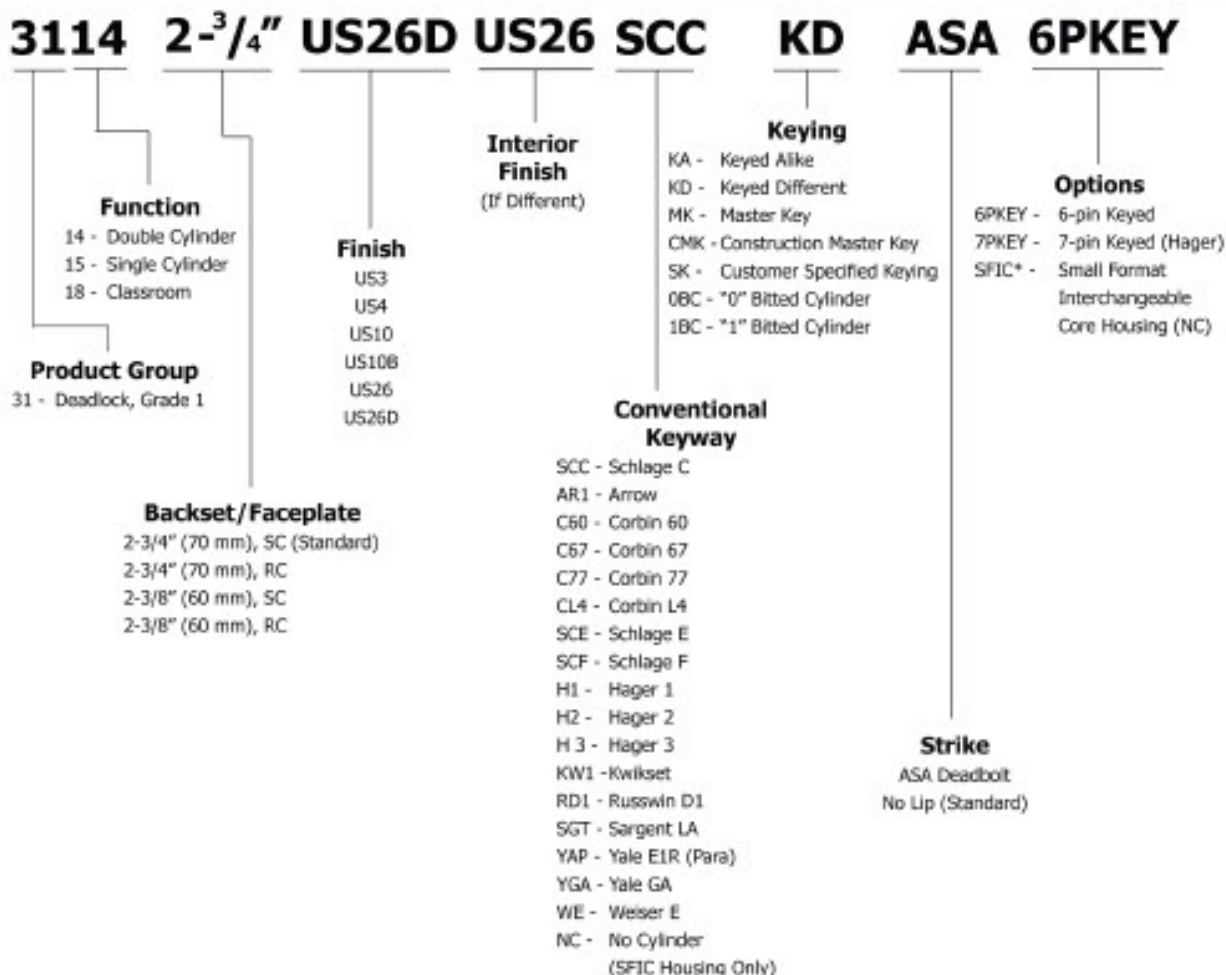 3114 2-3/4" US26D US26 SCC KD ASA 6PKEY
Function
14 - Double Cylinder
15 - Single Cylinder
18 - Classroom
Product Group
31 - Deadlock, Grade 1
Backset/Faceplate
2-3/4" (70 mm), SC (Standard)
2-3/4" (70 mm), RC
2-3/8" (60 mm), SC
2-3/8" (60 mm), RC
Finish
US3
US4
US10
US10B
US26
US26D
Interior
Finish
(If Different)
Conventional
Keyway
SCC - Schlage C
AR1 - Arrow
C60 - Corbin 60
C67 - Corbin 67
C77 - Corbin 77
CL4 - Corbin L4
SCE - Schlage E
SCF - Schlage F
H1 - Hager 1
H2 - Hager 2
H 3 - Hager 3
KW1 -Kwikset
RD1 - Russwin D1
SGT - Sargent LA
YAP - Yale E1R (Para)
YGA - Yale GA
WE - Weiser E
NC - No Cylinder
(SFIC Housing Only)
Keying
KA - Keyed Alike
KD - Keyed Different
MK - Master Key
CMK -Construction Master Key
SK - Customer Specified Keying
0BC - "0" Bitted Cylinder
1BC - "1" Bitted Cylinder
Strike
ASA Deadbolt
No Lip (Standard)
Options
6PKEY - 6-pin Keyed
7PKEY - 7-pin Keyed (Hager)
SFIC* - Small Format
Interchangeable
Core Housing (NC)